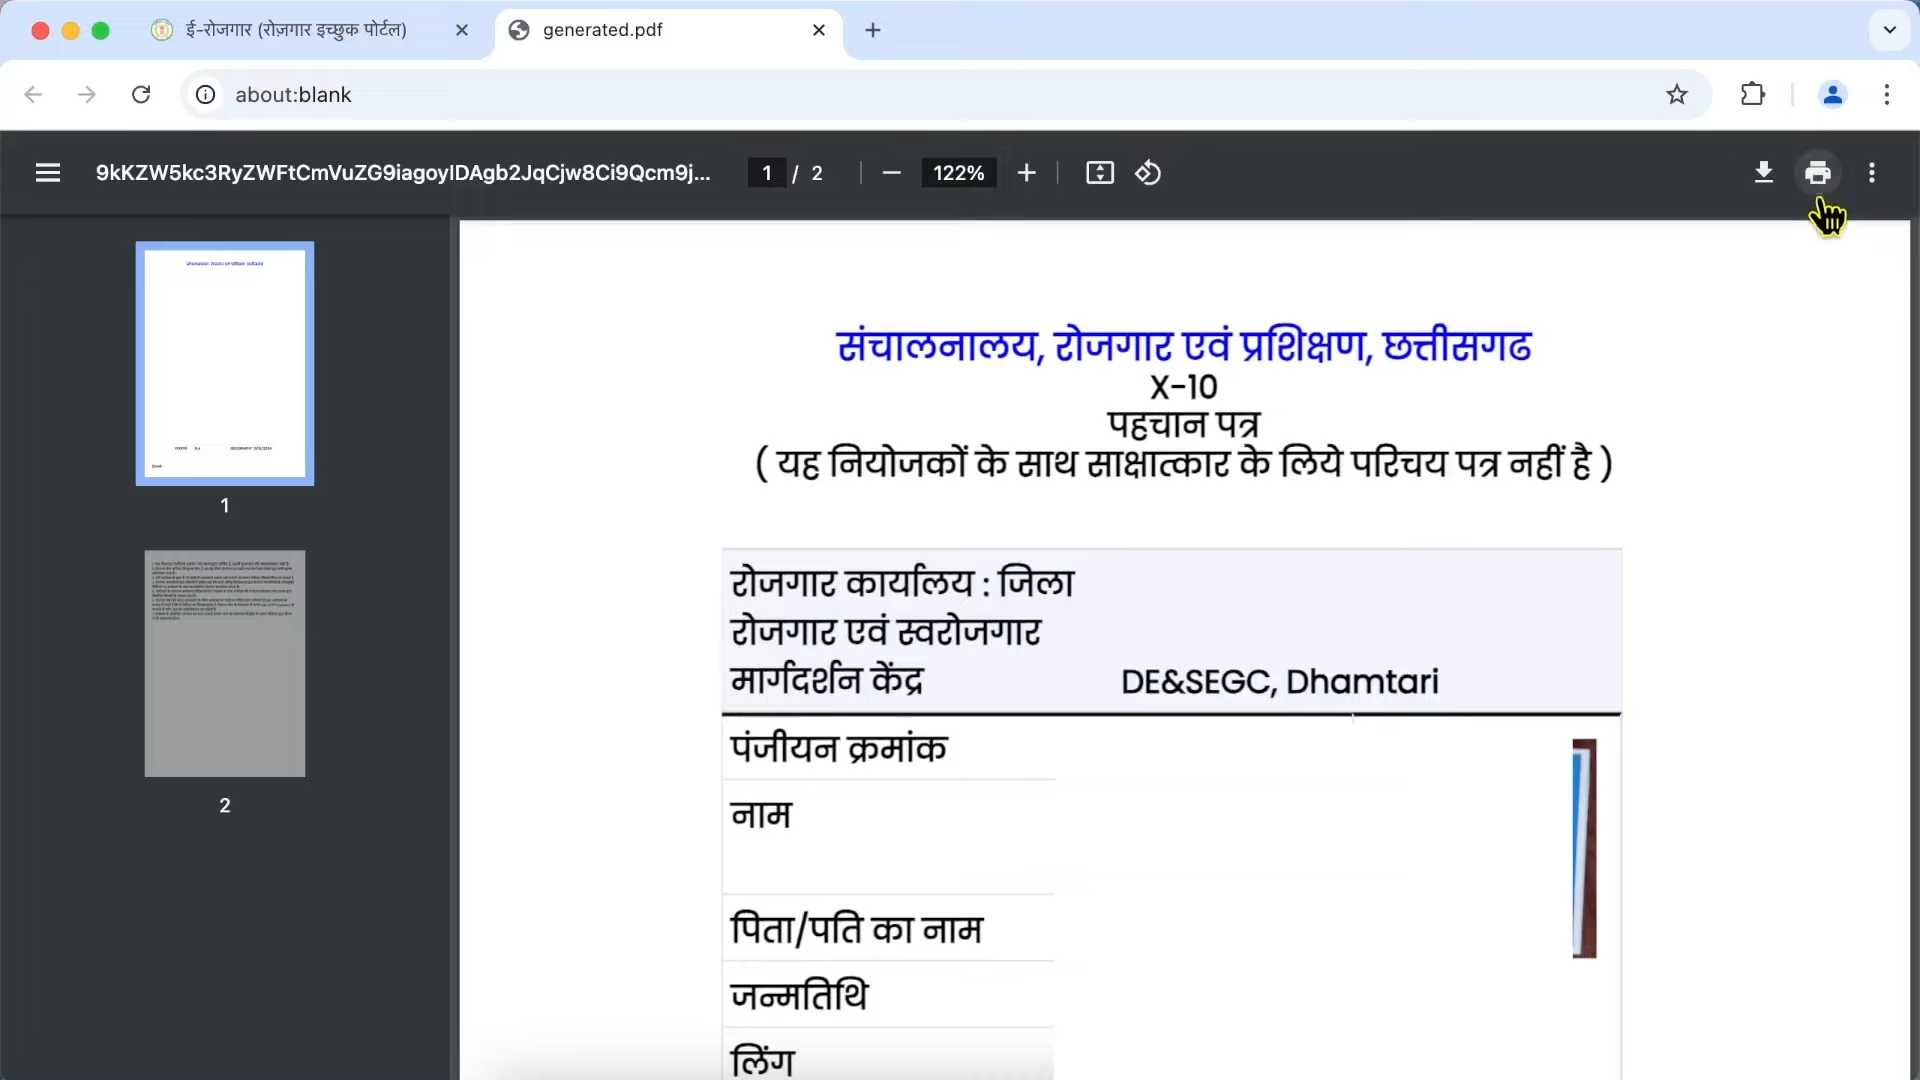 ई-रोजगार (रोज़गार इच्छुक पोर्टल)
generated.pdf
about:blank
9kKZW5kc3RyZWFtCmVuZG9iagoyIDAgb2JqCjw8Ci9Qcm9j...
1 / 2
122%
1
2
संचालनालय, रोजगार एवं प्रशिक्षण, छत्तीसगढ
X-10
पहचान पत्र
( यह नियोजकों के साथ साक्षात्कार के लिये परिचय पत्र नहीं है )
रोजगार कार्यालय : जिला
रोजगार एवं स्वरोजगार
मार्गदर्शन केंद्र DE&SEGC, Dhamtari
पंजीयन क्रमांक
नाम
पिता/पति का नाम
जन्मतिथि
लिंग